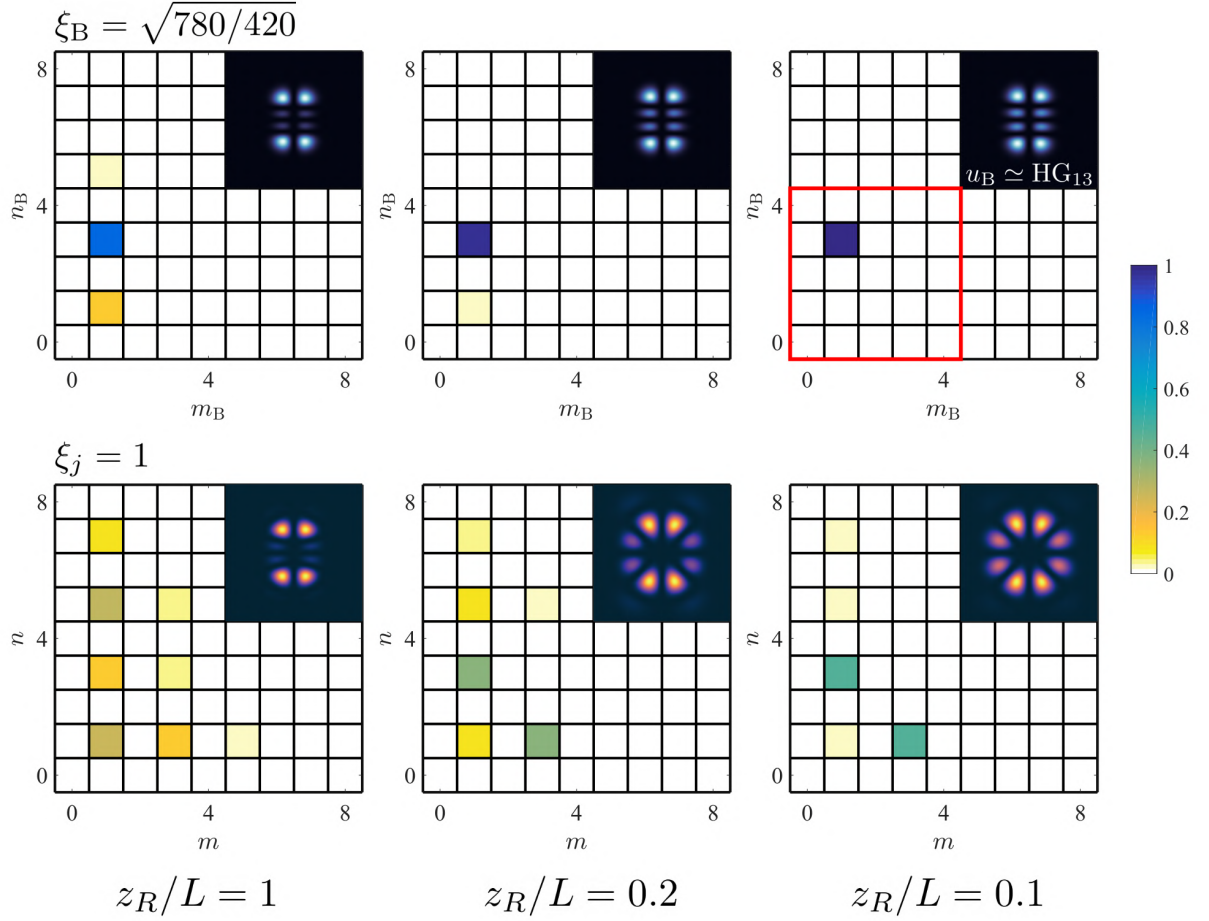 ξ_B = √780/420
8
4
0
n_B
0 4 8
m_B
8
4
0
n_B
0 4 8
m_B
u_B ≃ HG_13
8
4
0
n_B
0 4 8
m_B
1
0.8
0.6
0.4
0.2
0
ξ_j = 1
8
4
0
n
0 4 8
m
8
4
0
n
0 4 8
m
8
4
0
n
0 4 8
m
z_R/L = 1
z_R/L = 0.2
z_R/L = 0.1